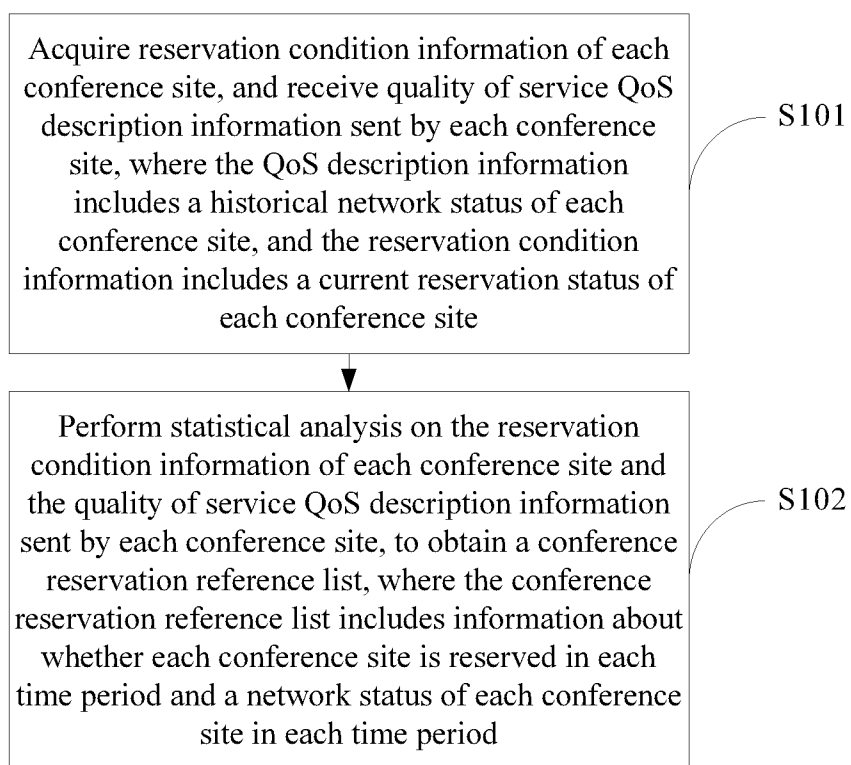 Acquire reservation condition information of each
conference site, and receive quality of service QoS
description information sent by each conference
site, where the QoS description information
includes a historical network status of each
conference site, and the reservation condition
information includes a current reservation status of
each conference site
S101
Perform statistical analysis on the reservation
condition information of each conference site and
the quality of service QoS description information
sent by each conference site, to obtain a conference
reservation reference list, where the conference
reservation reference list includes information about
whether each conference site is reserved in each
time period and a network status of each conference
site in each time period
S102